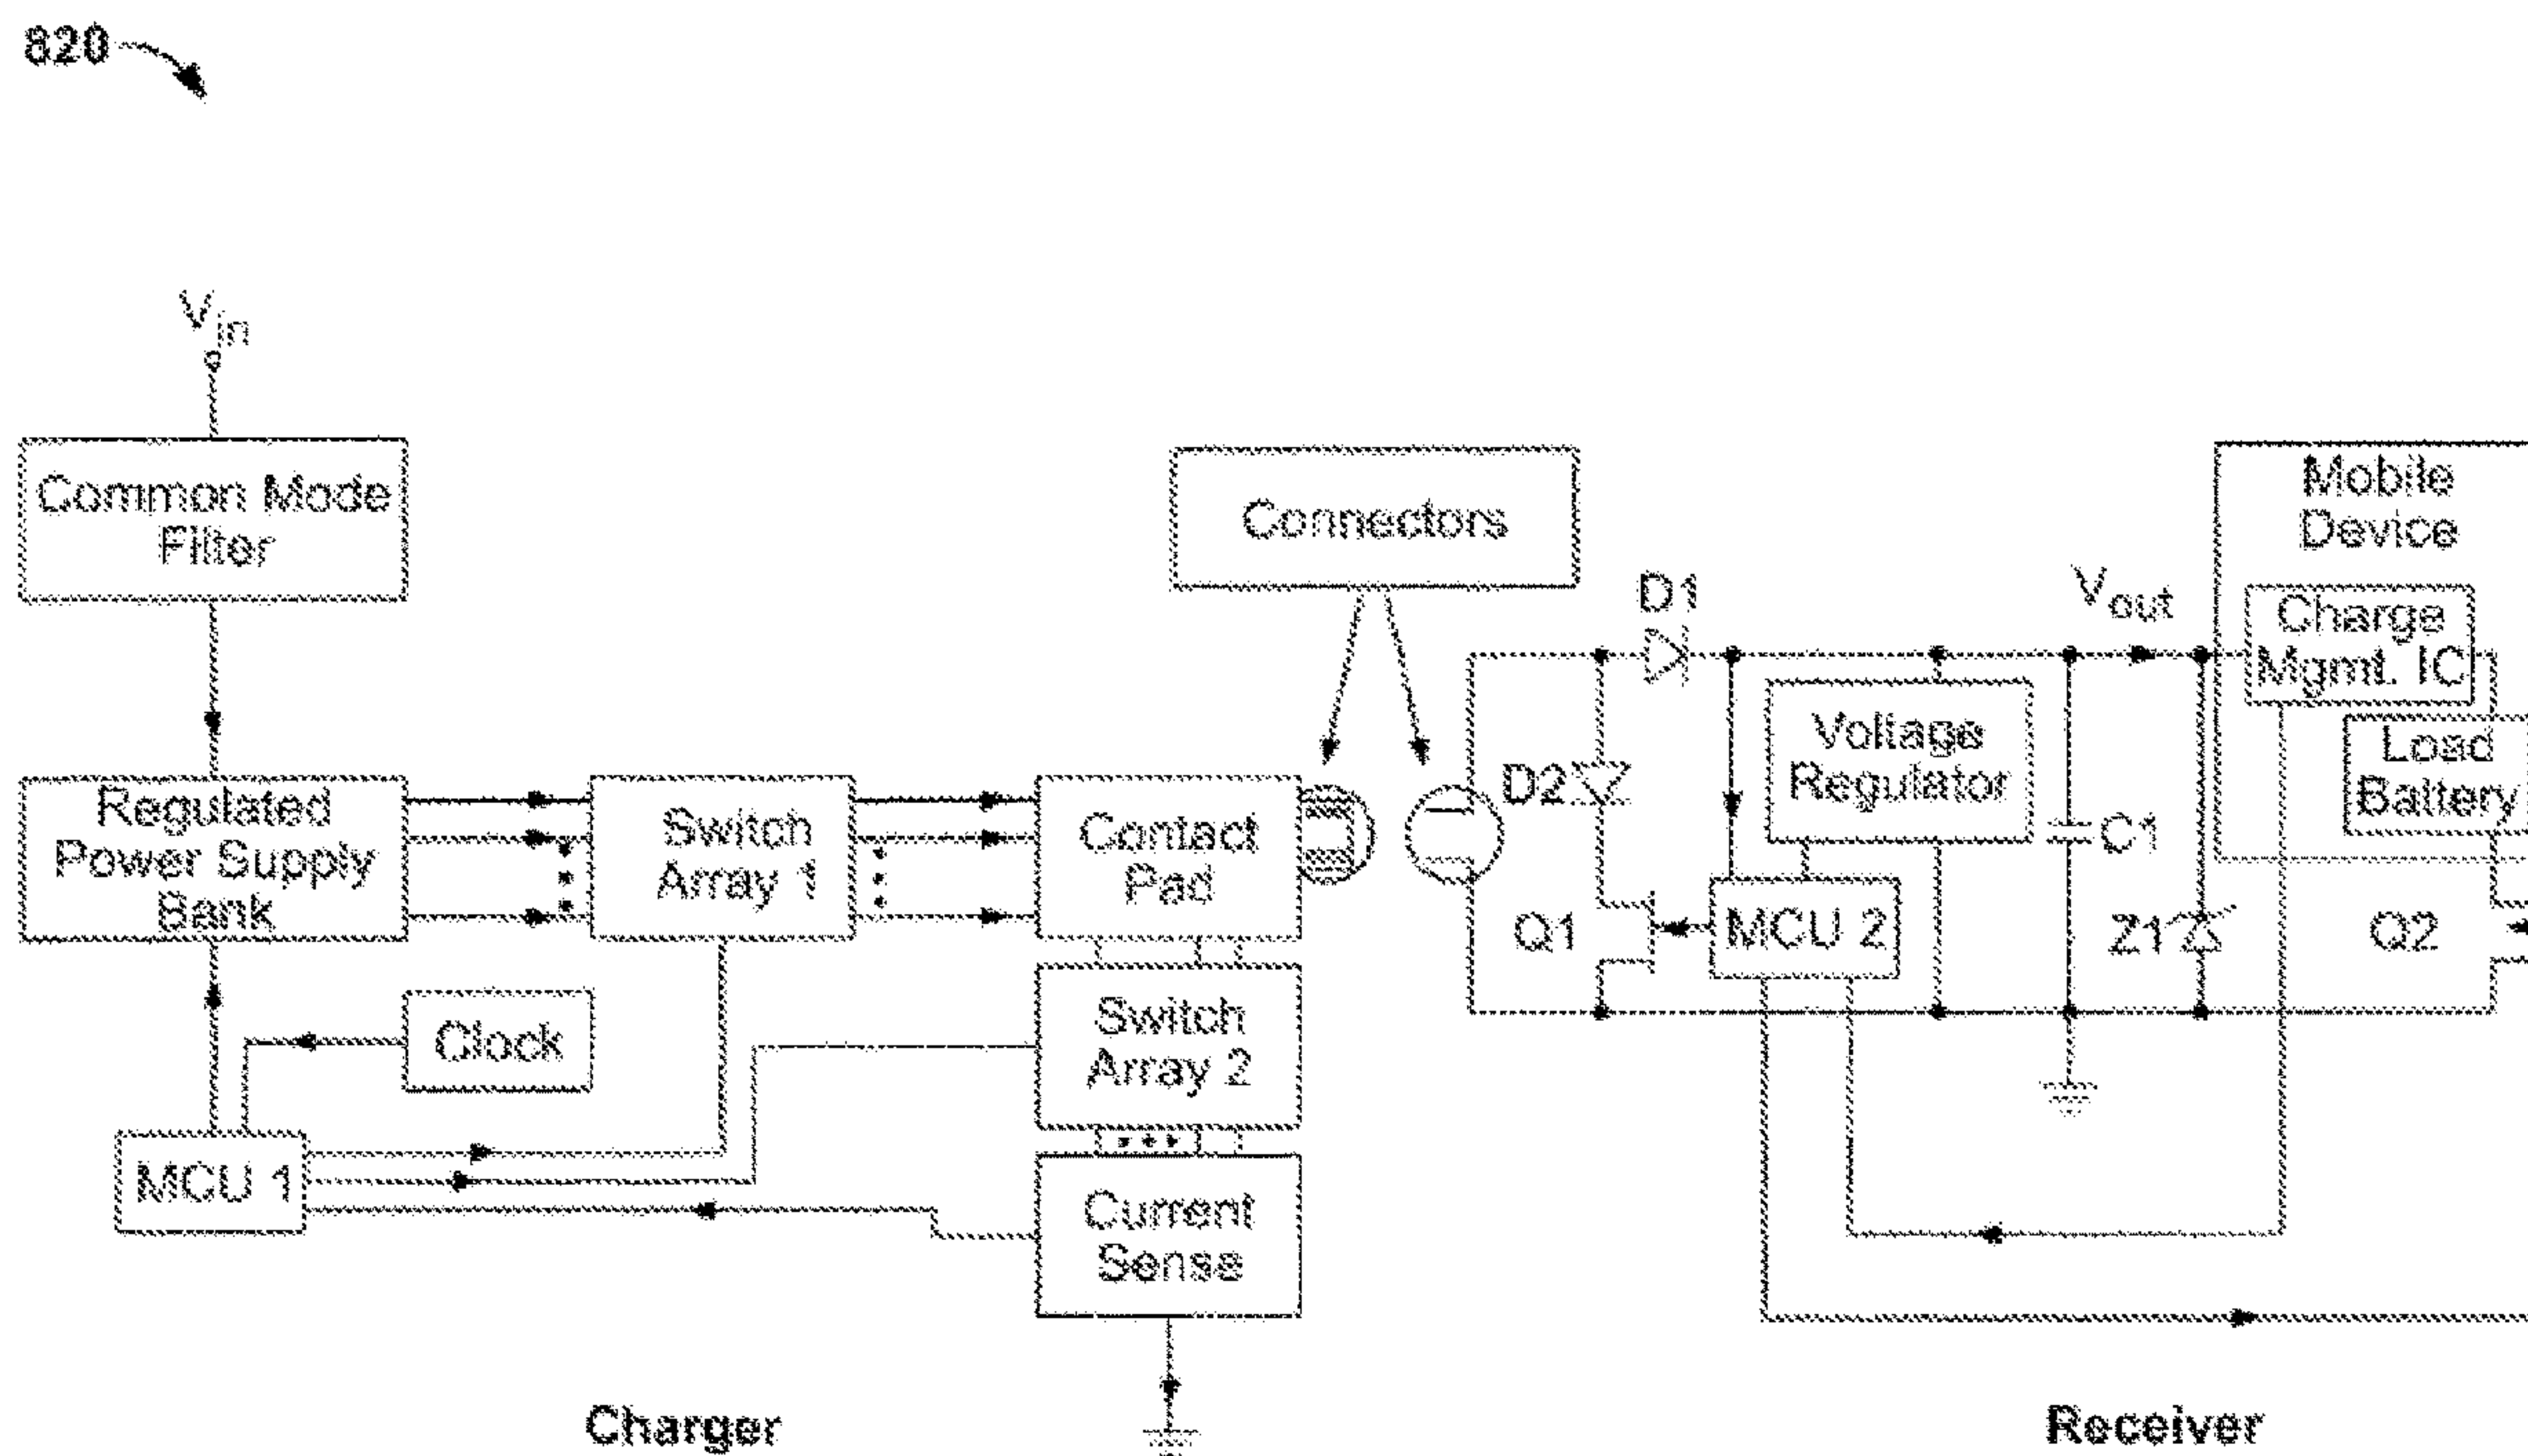 820
Vin
Common Mode
Filter
Regulated
Power Supply
Bank
Switch
Array 1
Contact
Pad
Clock
MCU 1
Switch
Array 2
Current
Sense
Charger
Connectors
D1
D2
Q1
MCU 2
Voltage
Regulator
C1
Vout
Z1
Mobile
Device
Charge
Mgmt. IC
Load
Battery
Q2
Receiver